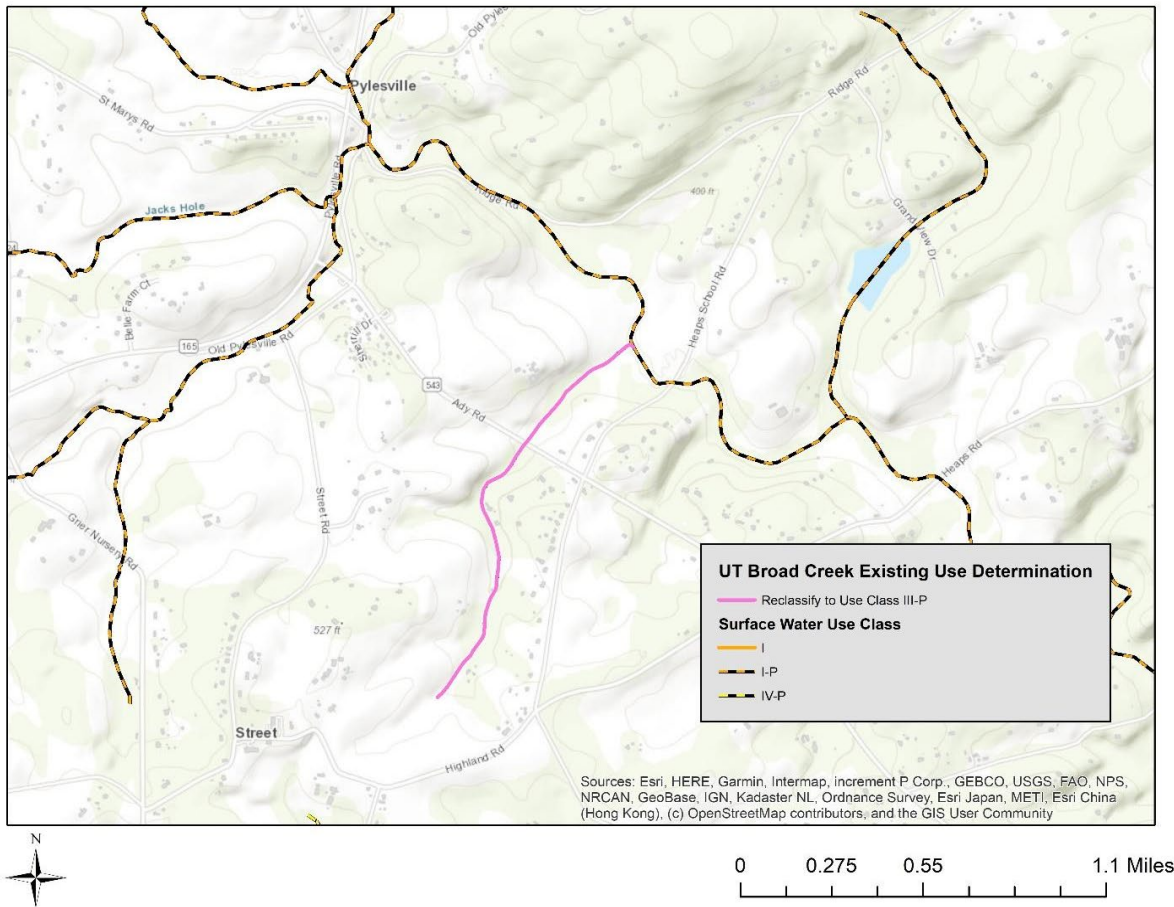 Old Pyles
Pylesville
St Marys Rd
Ridge Rd
Pylesville Rd
Ridge Rd
400 ft
Jacks Hole
Grand View Dr
Belle Farm Ct
Heaps School Rd
165
Old Pylesville Rd
543
Ady Rd
Heaps Rd
Street Rd
Grier Nursery Rd
527 ft
Street
Highland Rd
UT Broad Creek Existing Use Determination
Reclassify to Use Class III-P
Surface Water Use Class
I
I-P
IV-P
Sources: Esri, HERE, Garmin, Intermap, increment P Corp., GEBCO, USGS, FAO, NPS,
NRCAN, GeoBase, IGN, Kadaster NL, Ordnance Survey, Esri Japan, METI, Esri China
(Hong Kong), (c) OpenStreetMap contributors, and the GIS User Community
N
0 0.275 0.55 1.1 Miles